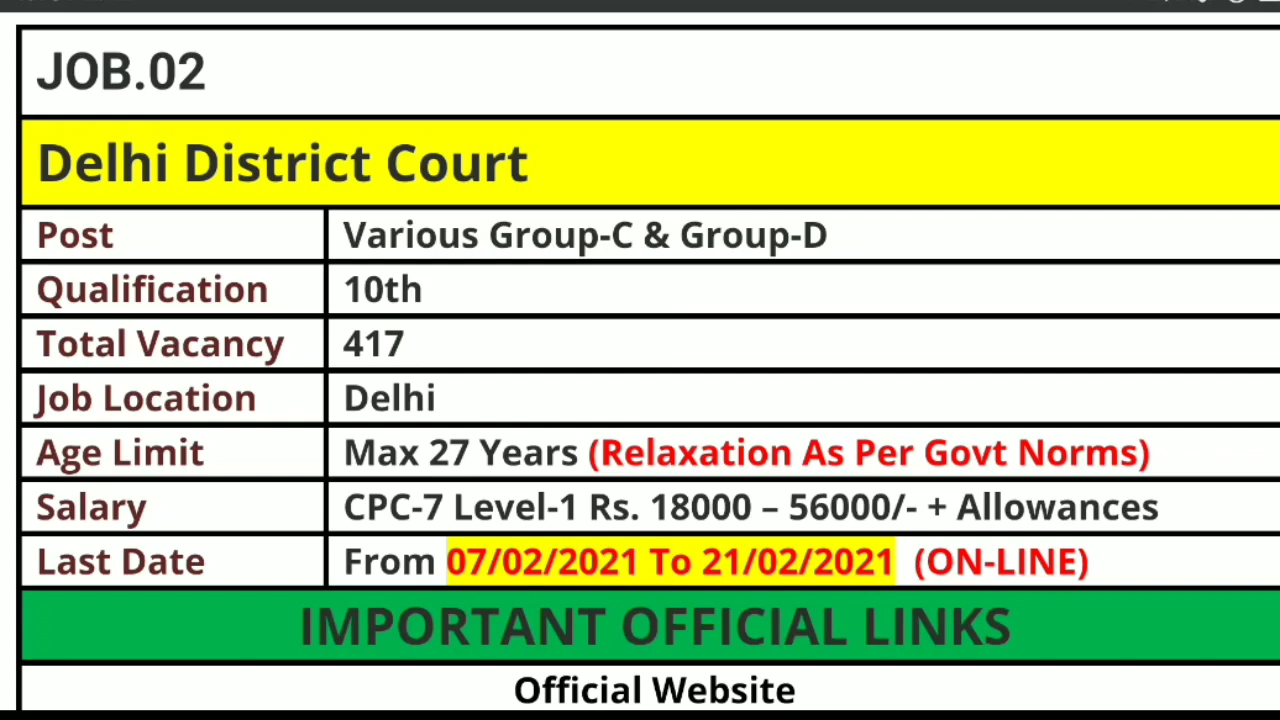 JOB.02
Delhi District Court
Post Various Group-C & Group-D
Qualification 10th
Total Vacancy 417
Job Location Delhi
Age Limit Max 27 Years (Relaxation As Per Govt Norms)
Salary CPC-7 Level-1 Rs. 18000 – 56000/- + Allowances
Last Date From 07/02/2021 To 21/02/2021 (ON-LINE)
IMPORTANT OFFICIAL LINKS
Official Website